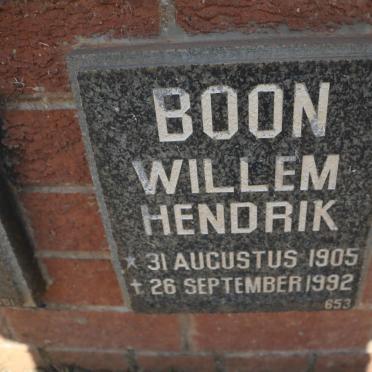 BOON
WILLEM
HENDRIK
* 31 AUGUSTUS 1905
✝ 26 SEPTEMBER 1992
653